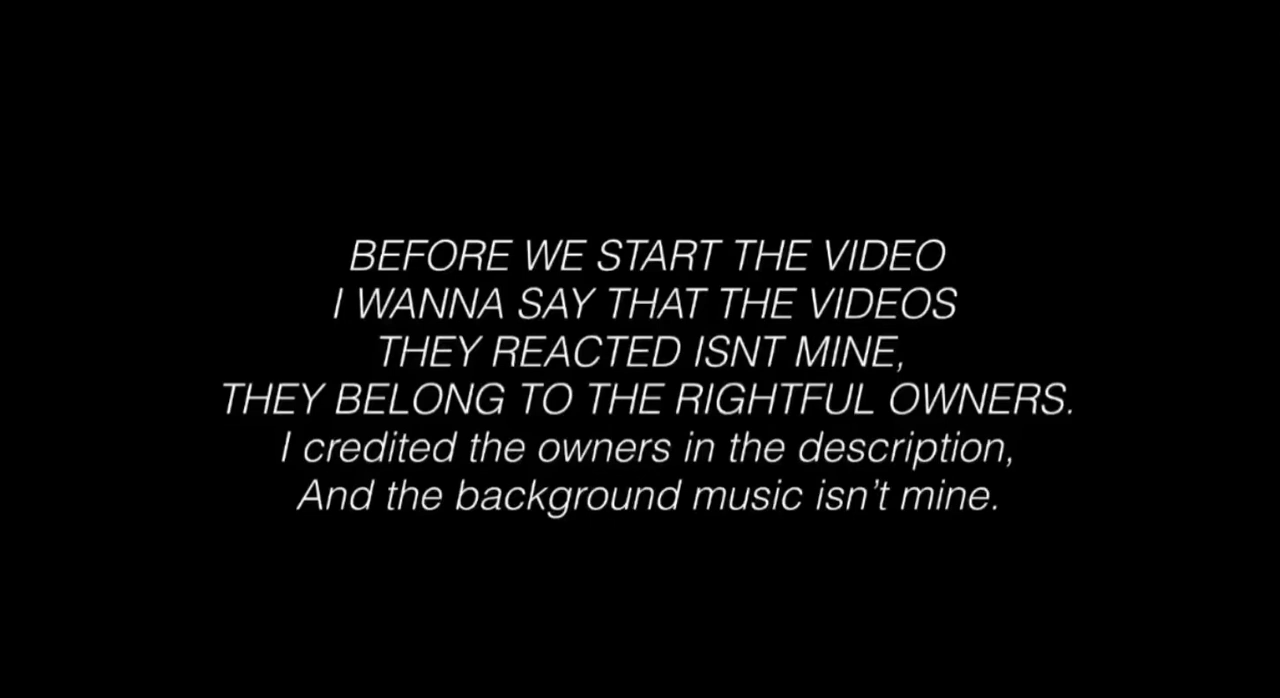 BEFORE WE START THE VIDEO
I WANNA SAY THAT THE VIDEOS
THEY REACTED ISNT MINE,
THEY BELONG TO THE RIGHTFUL OWNERS.
I credited the owners in the description,
And the background music isn’t mine.